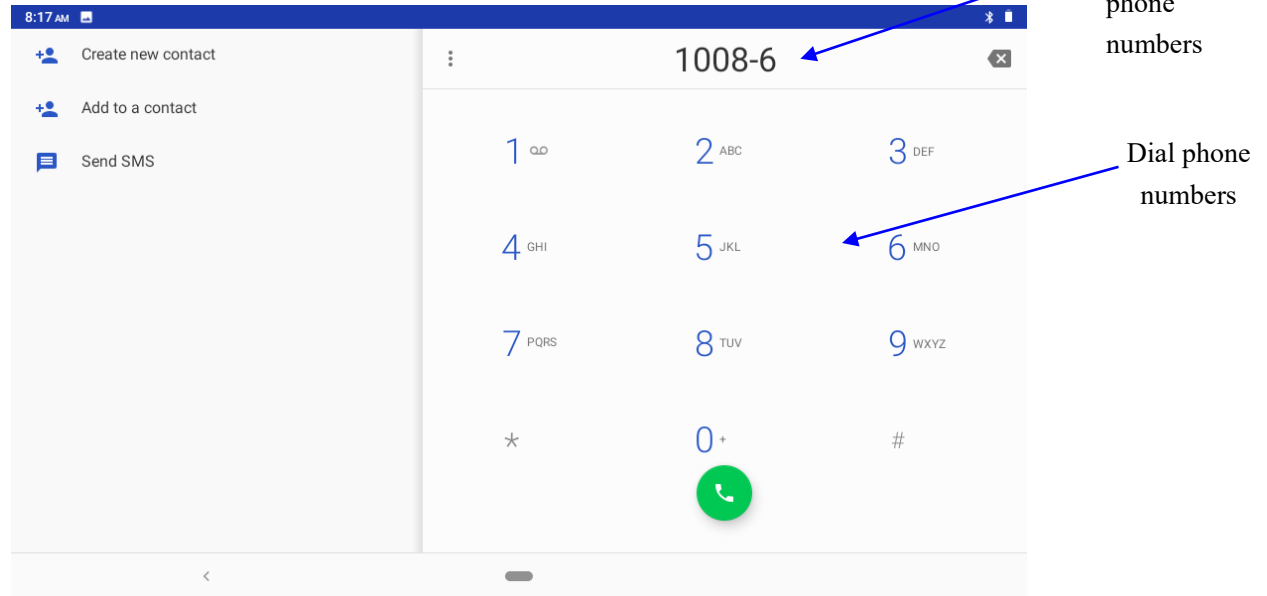 8:17 AM
Create new contact
Add to a contact
Send SMS
1008-6
1
2 ABC
3 DEF
4 GHI
5 JKL
6 MNO
7 PQRS
8 TUV
9 WXYZ
*
0 +
#
phone
numbers
Dial phone
numbers